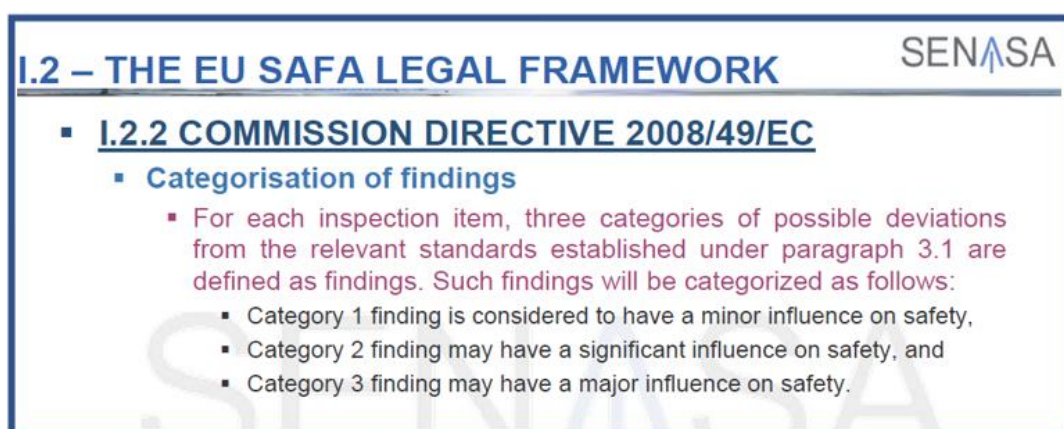 SENASA
I.2 – THE EU SAFA LEGAL FRAMEWORK
▪ I.2.2 COMMISSION DIRECTIVE 2008/49/EC
▪ Categorisation of findings
▪ For each inspection item, three categories of possible deviations
from the relevant standards established under paragraph 3.1 are
defined as findings. Such findings will be categorized as follows:
▪ Category 1 finding is considered to have a minor influence on safety,
▪ Category 2 finding may have a significant influence on safety, and
▪ Category 3 finding may have a major influence on safety.
SENASA